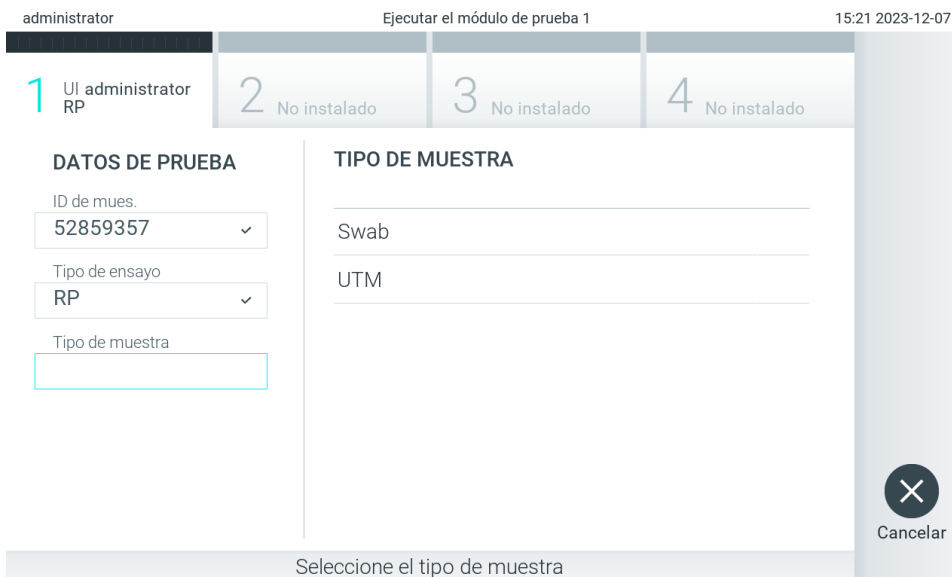 administrator Ejecutar el módulo de prueba 1 15:21 2023-12-07
1 UI administrator
RP
2 No instalado
3 No instalado
4 No instalado
DATOS DE PRUEBA
ID de mues.
52859357
Tipo de ensayo
RP
Tipo de muestra
TIPO DE MUESTRA
Swab
UTM
Cancelar
Seleccione el tipo de muestra